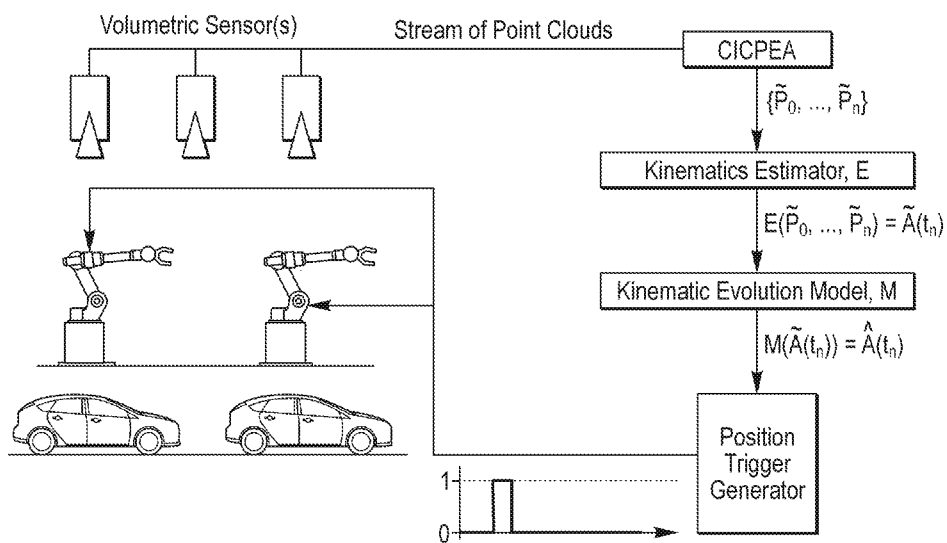 Volumetric Sensor(s)
Stream of Point Clouds
CICPEA
{P̃₀, ..., P̃ₙ}
Kinematics Estimator, E
E(P̃₀, ..., P̃ₙ) = Ã(tₙ)
Kinematic Evolution Model, M
M(Ã(tₙ)) = Â(tₙ)
Position
Trigger
Generator
1
0